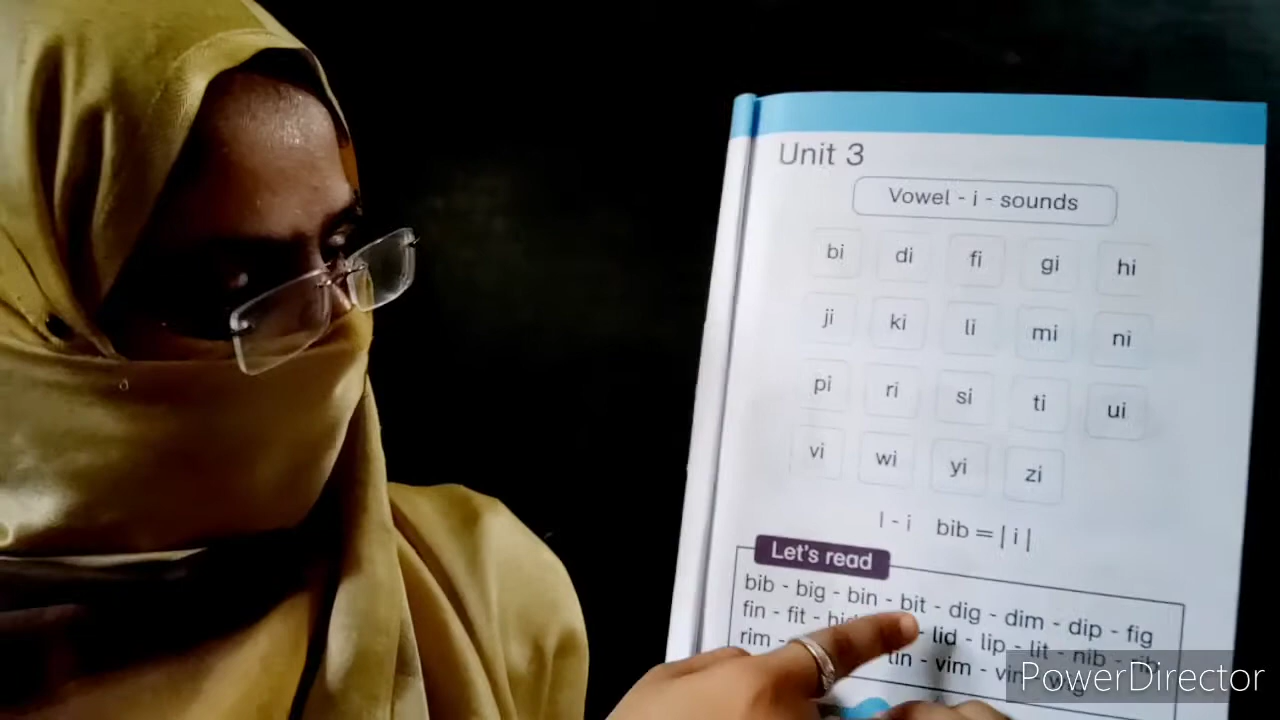 Unit 3
Vowel - i - sounds
bi di fi gi hi
ji ki li mi ni
pi ri si ti ui
vi wi yi zi
| - i bib = | i |
Let's read
bib - big - bin - bit - dig - dim - dip - fig
fin - fit - - lid - lip - lit - nib -
rim - - vim -
PowerDirector